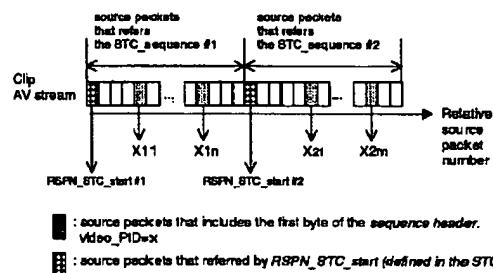 source packets that refers the STC_sequence #1
source packets that refers the STC_sequence #2
Clip
AV stream
...
...
...
...
Relative source packet number
X11
X1n
X21
X2m
RSPN_STC_start #1
RSPN_STC_start #2
: source packets that includes the first byte of the sequence header.
video_PID=x
: source packets that referred by RSPN_STC_start (defined in the STC